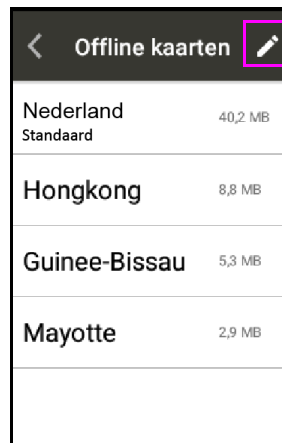 Offline kaarten
Nederland 40,2 MB
Standaard
Hongkong 8,8 MB
Guinee-Bissau 5,3 MB
Mayotte 2,9 MB